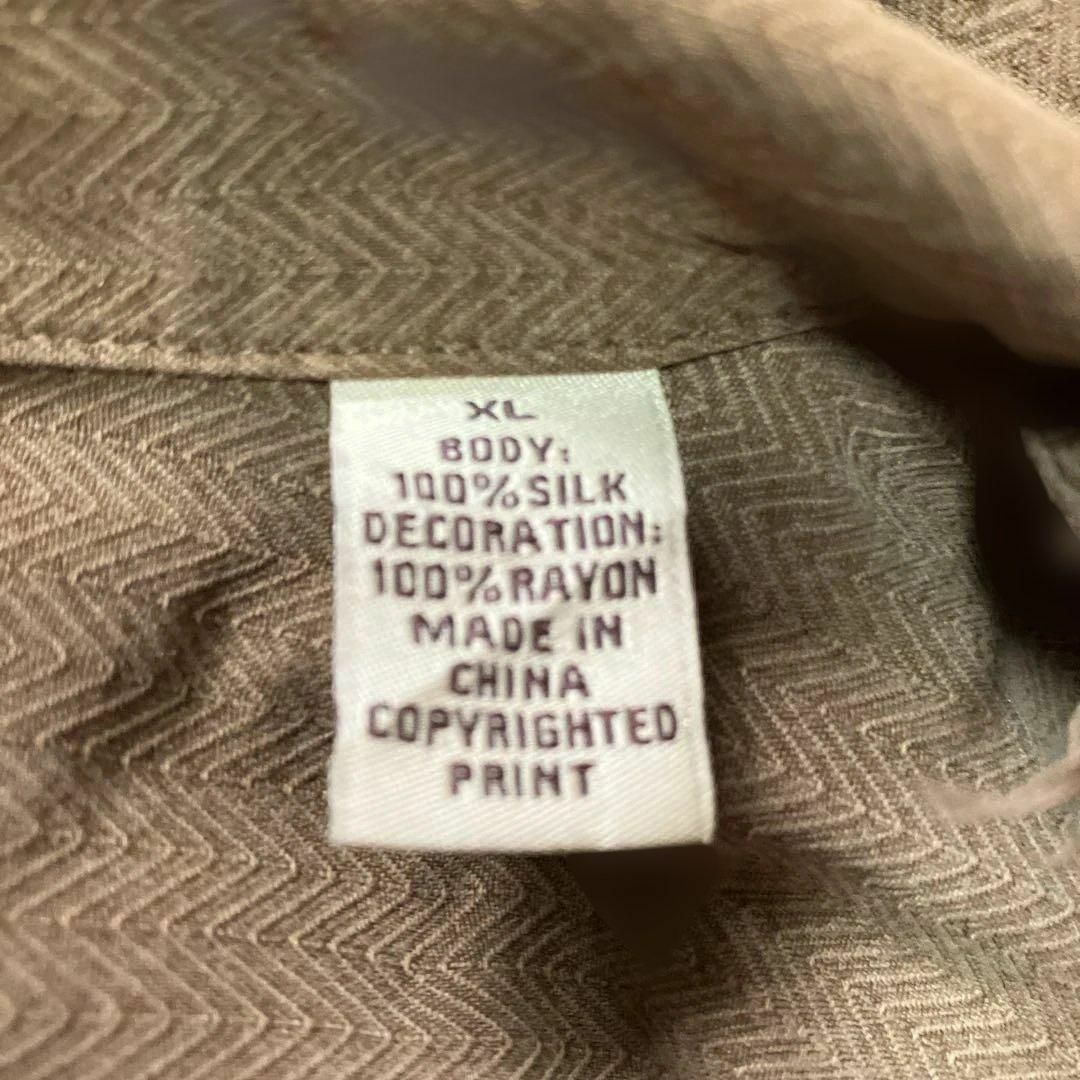 XL
BODY:
100% SILK
DECORATION:
100% RAYON
MADE IN
CHINA
COPYRIGHTED
PRINT